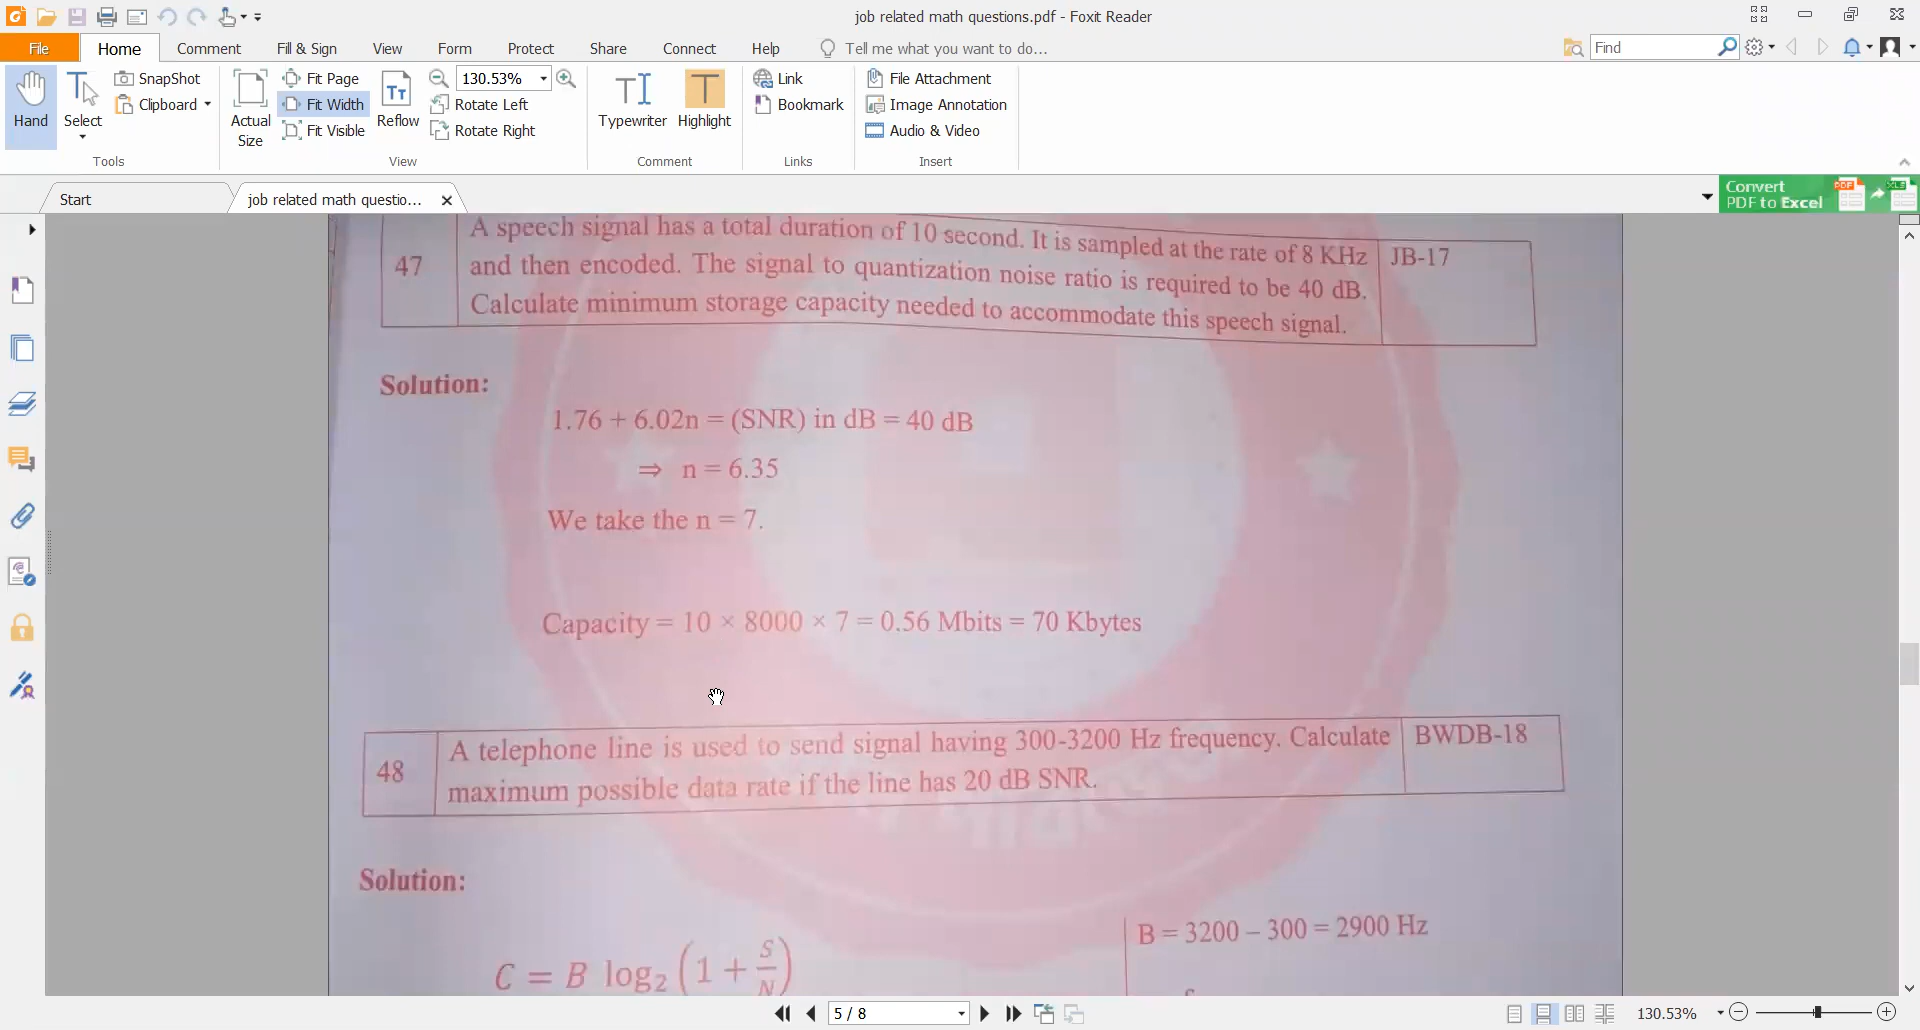 job related math questions.pdf - Foxit Reader
File
Home
Comment
Fill & Sign
View
Form
Protect
Share
Connect
Help
Tell me what you want to do...
Find
Hand
Select
SnapShot
Clipboard
Tools
Actual
Size
Fit Page
Fit Width
Fit Visible
Reflow
130.53%
Rotate Left
Rotate Right
View
Typewriter
Highlight
Comment
Link
Bookmark
Links
File Attachment
Image Annotation
Audio & Video
Insert
Start
job related math questio...
Convert
PDF to Excel
47
A speech signal has a total duration of 10 second. It is sampled at the rate of 8 KHz
and then encoded. The signal to quantization noise ratio is required to be 40 dB.
Calculate minimum storage capacity needed to accommodate this speech signal.
JB-17
Solution:
1.76 + 6.02n = (SNR) in dB = 40 dB
⇒ n = 6.35
We take the n = 7.
Capacity = 10 × 8000 × 7 = 0.56 Mbits = 70 Kbytes
48
A telephone line is used to send signal having 300-3200 Hz frequency. Calculate
maximum possible data rate if the line has 20 dB SNR.
BWDB-18
Solution:
C = B log₂ (1 + S/N)
B = 3200 – 300 = 2900 Hz
5 / 8
130.53%